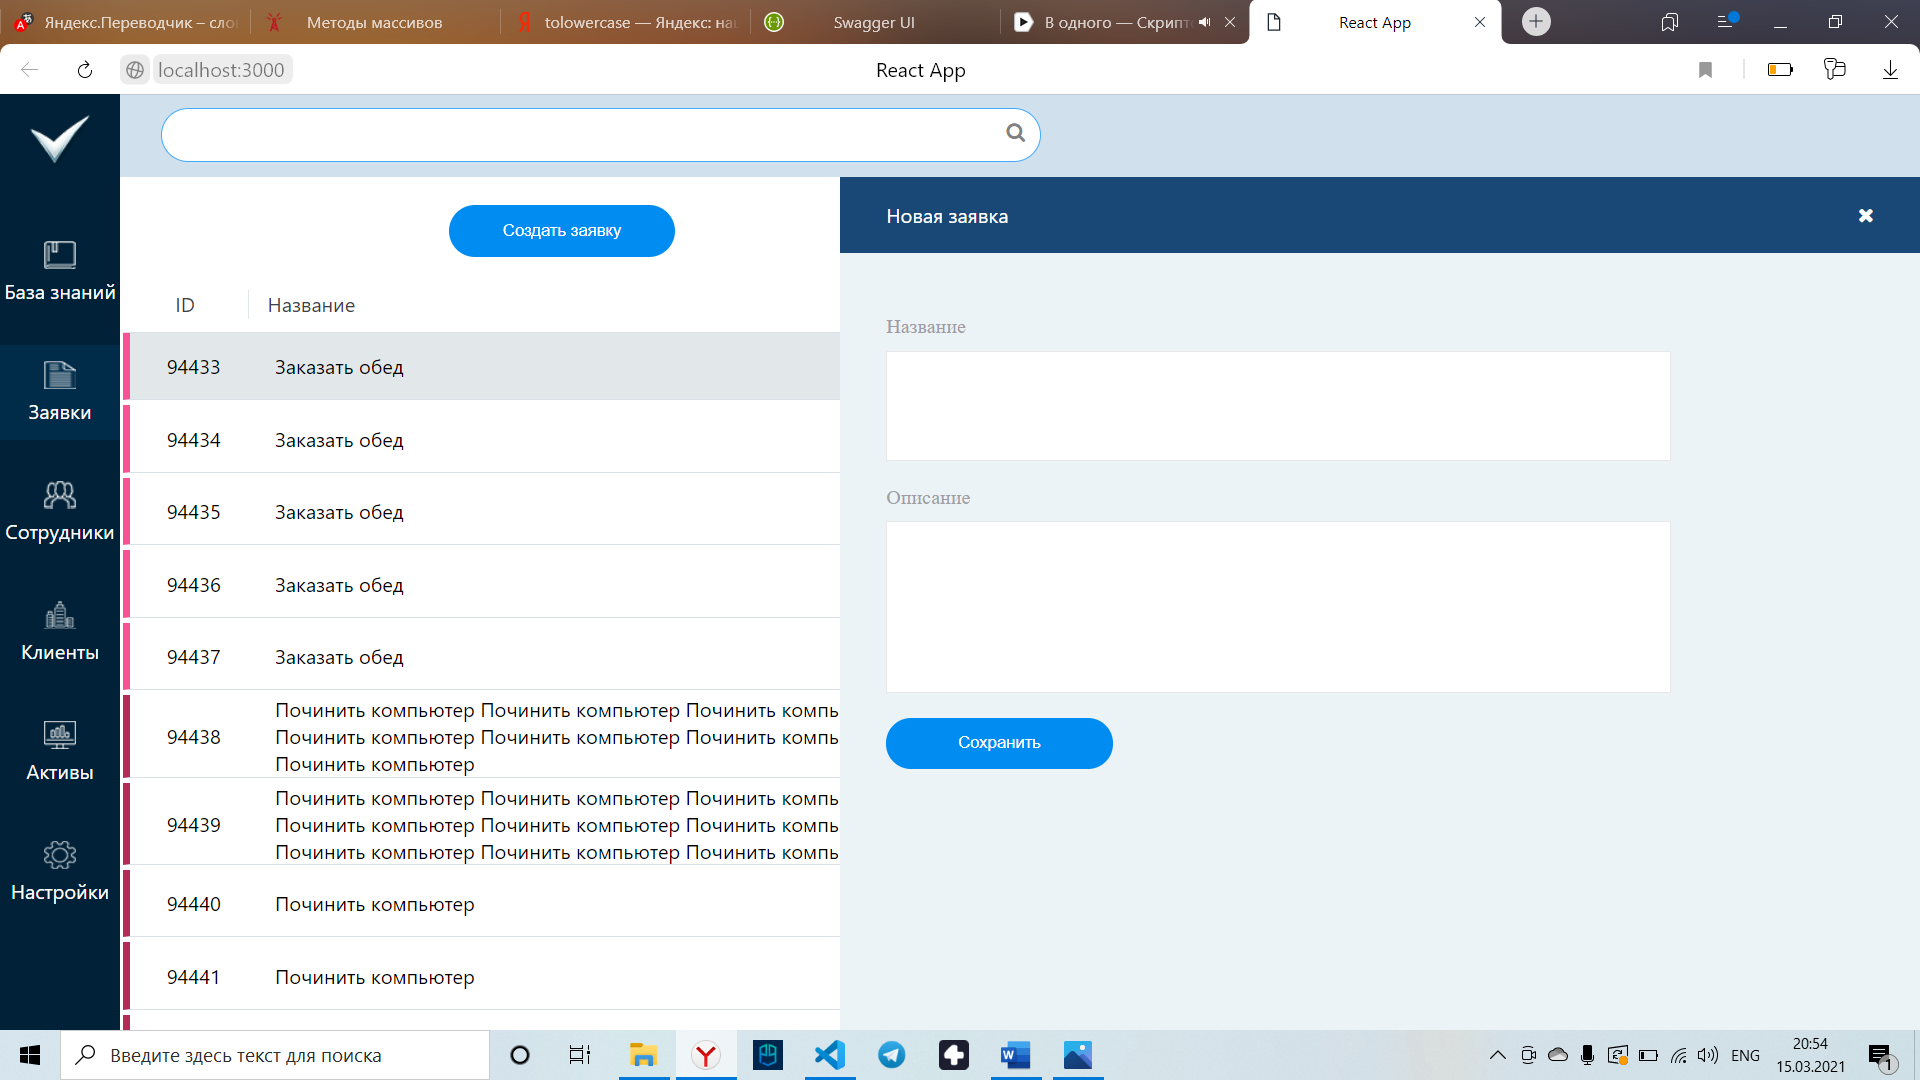 Яндекс.Переводчик – сло
Методы массивов
tolowercase — Яндекс: на
Swagger UI
В одного — Скрипт
React App
localhost:3000
React App
База знаний
Заявки
Сотрудники
Клиенты
Активы
Настройки
Создать заявку
ID Название
94433 Заказать обед
94434 Заказать обед
94435 Заказать обед
94436 Заказать обед
94437 Заказать обед
Починить компьютер Починить компьютер Починить компь
94438 Починить компьютер Починить компьютер Починить компь
Починить компьютер
Починить компьютер Починить компьютер Починить компь
94439 Починить компьютер Починить компьютер Починить компь
Починить компьютер Починить компьютер Починить компь
94440 Починить компьютер
94441 Починить компьютер
Новая заявка
Название
Описание
Сохранить
Введите здесь текст для поиска
ENG
20:54
15.03.2021
1